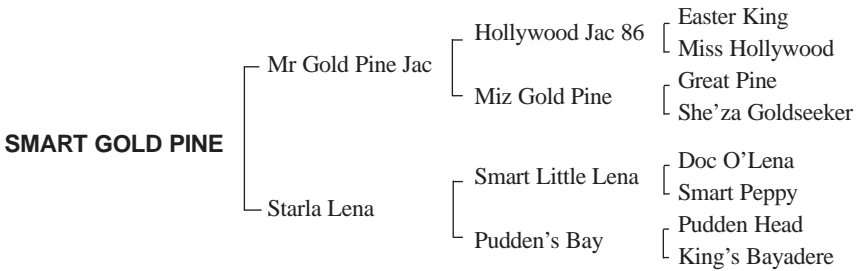 SMART GOLD PINE
Mr Gold Pine Jac
Hollywood Jac 86
Easter King
Miss Hollywood
Miz Gold Pine
Great Pine
She’za Goldseeker
Starla Lena
Smart Little Lena
Doc O’Lena
Smart Peppy
Pudden’s Bay
Pudden Head
King’s Bayadere